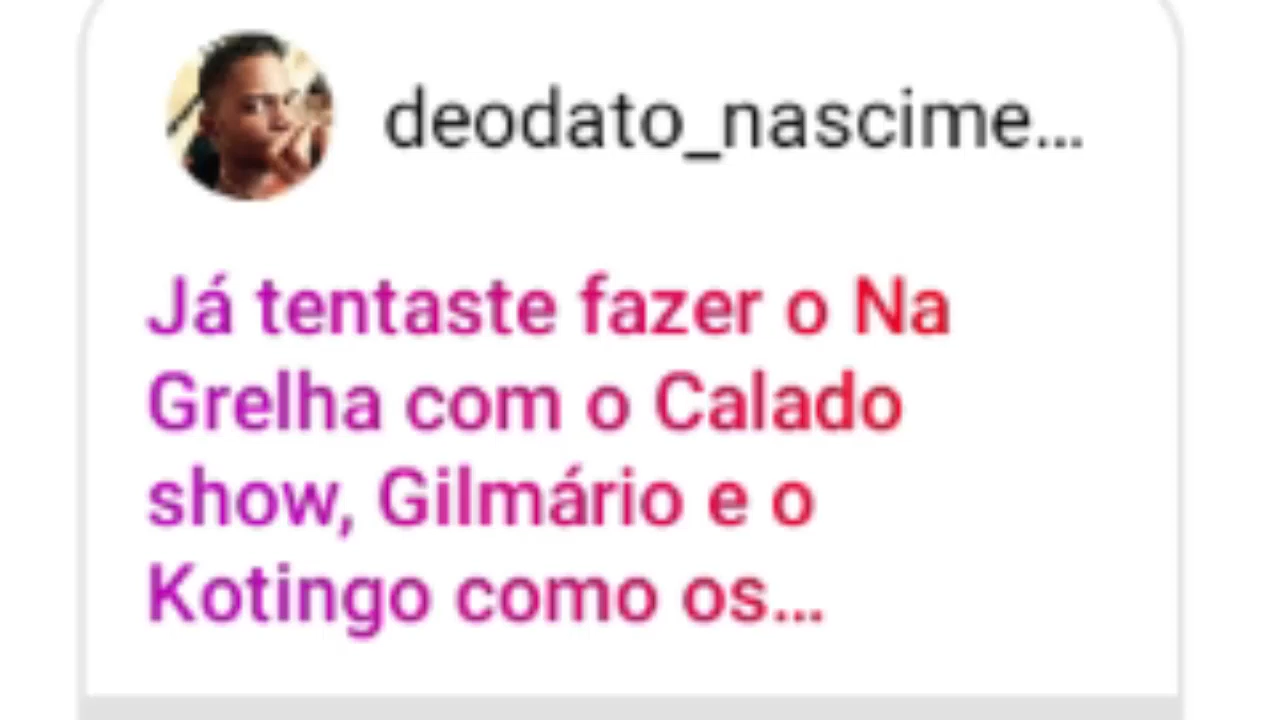 deodato_nascime...
Já tentaste fazer o Na
Grelha com o Calado
show, Gilmário e o
Kotingo como os...